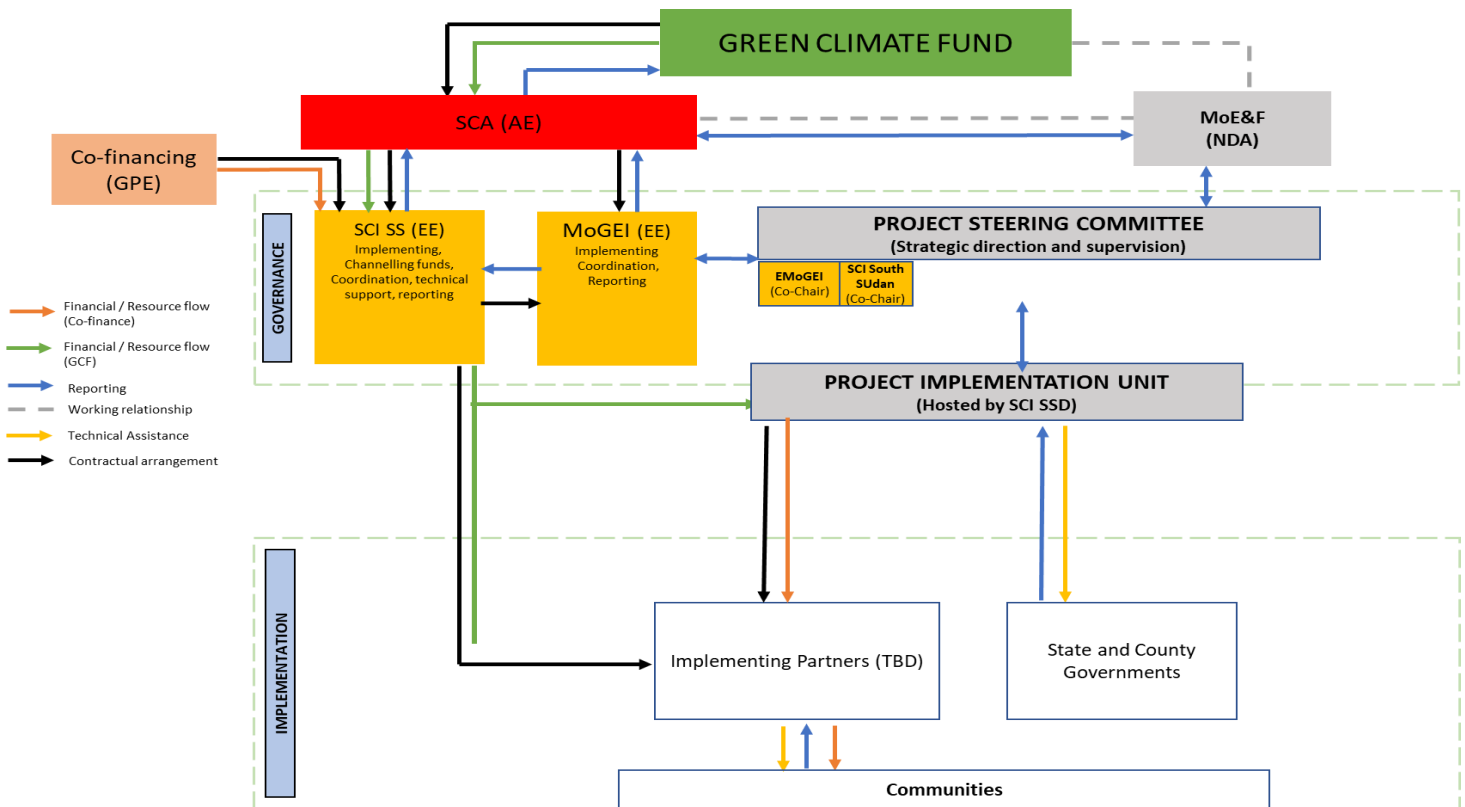 GREEN CLIMATE FUND
SCA (AE)
MoE&F
(NDA)
Co-financing
(GPE)
GOVERNANCE
SCI SS (EE)
Implementing,
Channelling funds,
Coordination, technical
support, reporting
MoGEI (EE)
Implementing
Coordination,
Reporting
PROJECT STEERING COMMITTEE
(Strategic direction and supervision)
EMoGEI
(Co-Chair)
SCI South
SUdan
(Co-Chair)
Financial / Resource flow
(Co-finance)
Financial / Resource flow
(GCF)
Reporting
Working relationship
Technical Assistance
Contractual arrangement
PROJECT IMPLEMENTATION UNIT
(Hosted by SCI SSD)
IMPLEMENTATION
Implementing Partners (TBD)
State and County
Governments
Communities